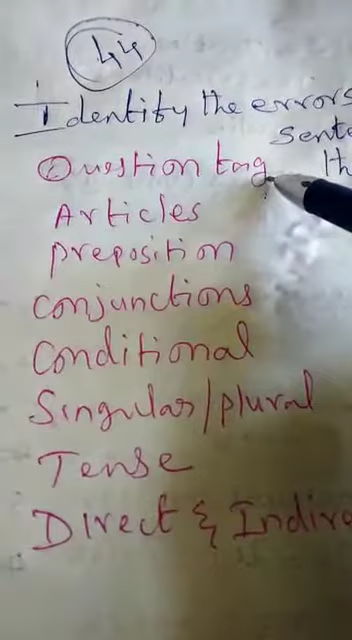 44
I Identify the errors
sente
Question tag th
Articles
preposition
conjunctions
Conditional
Singular/plural
Tense
Direct & Indire